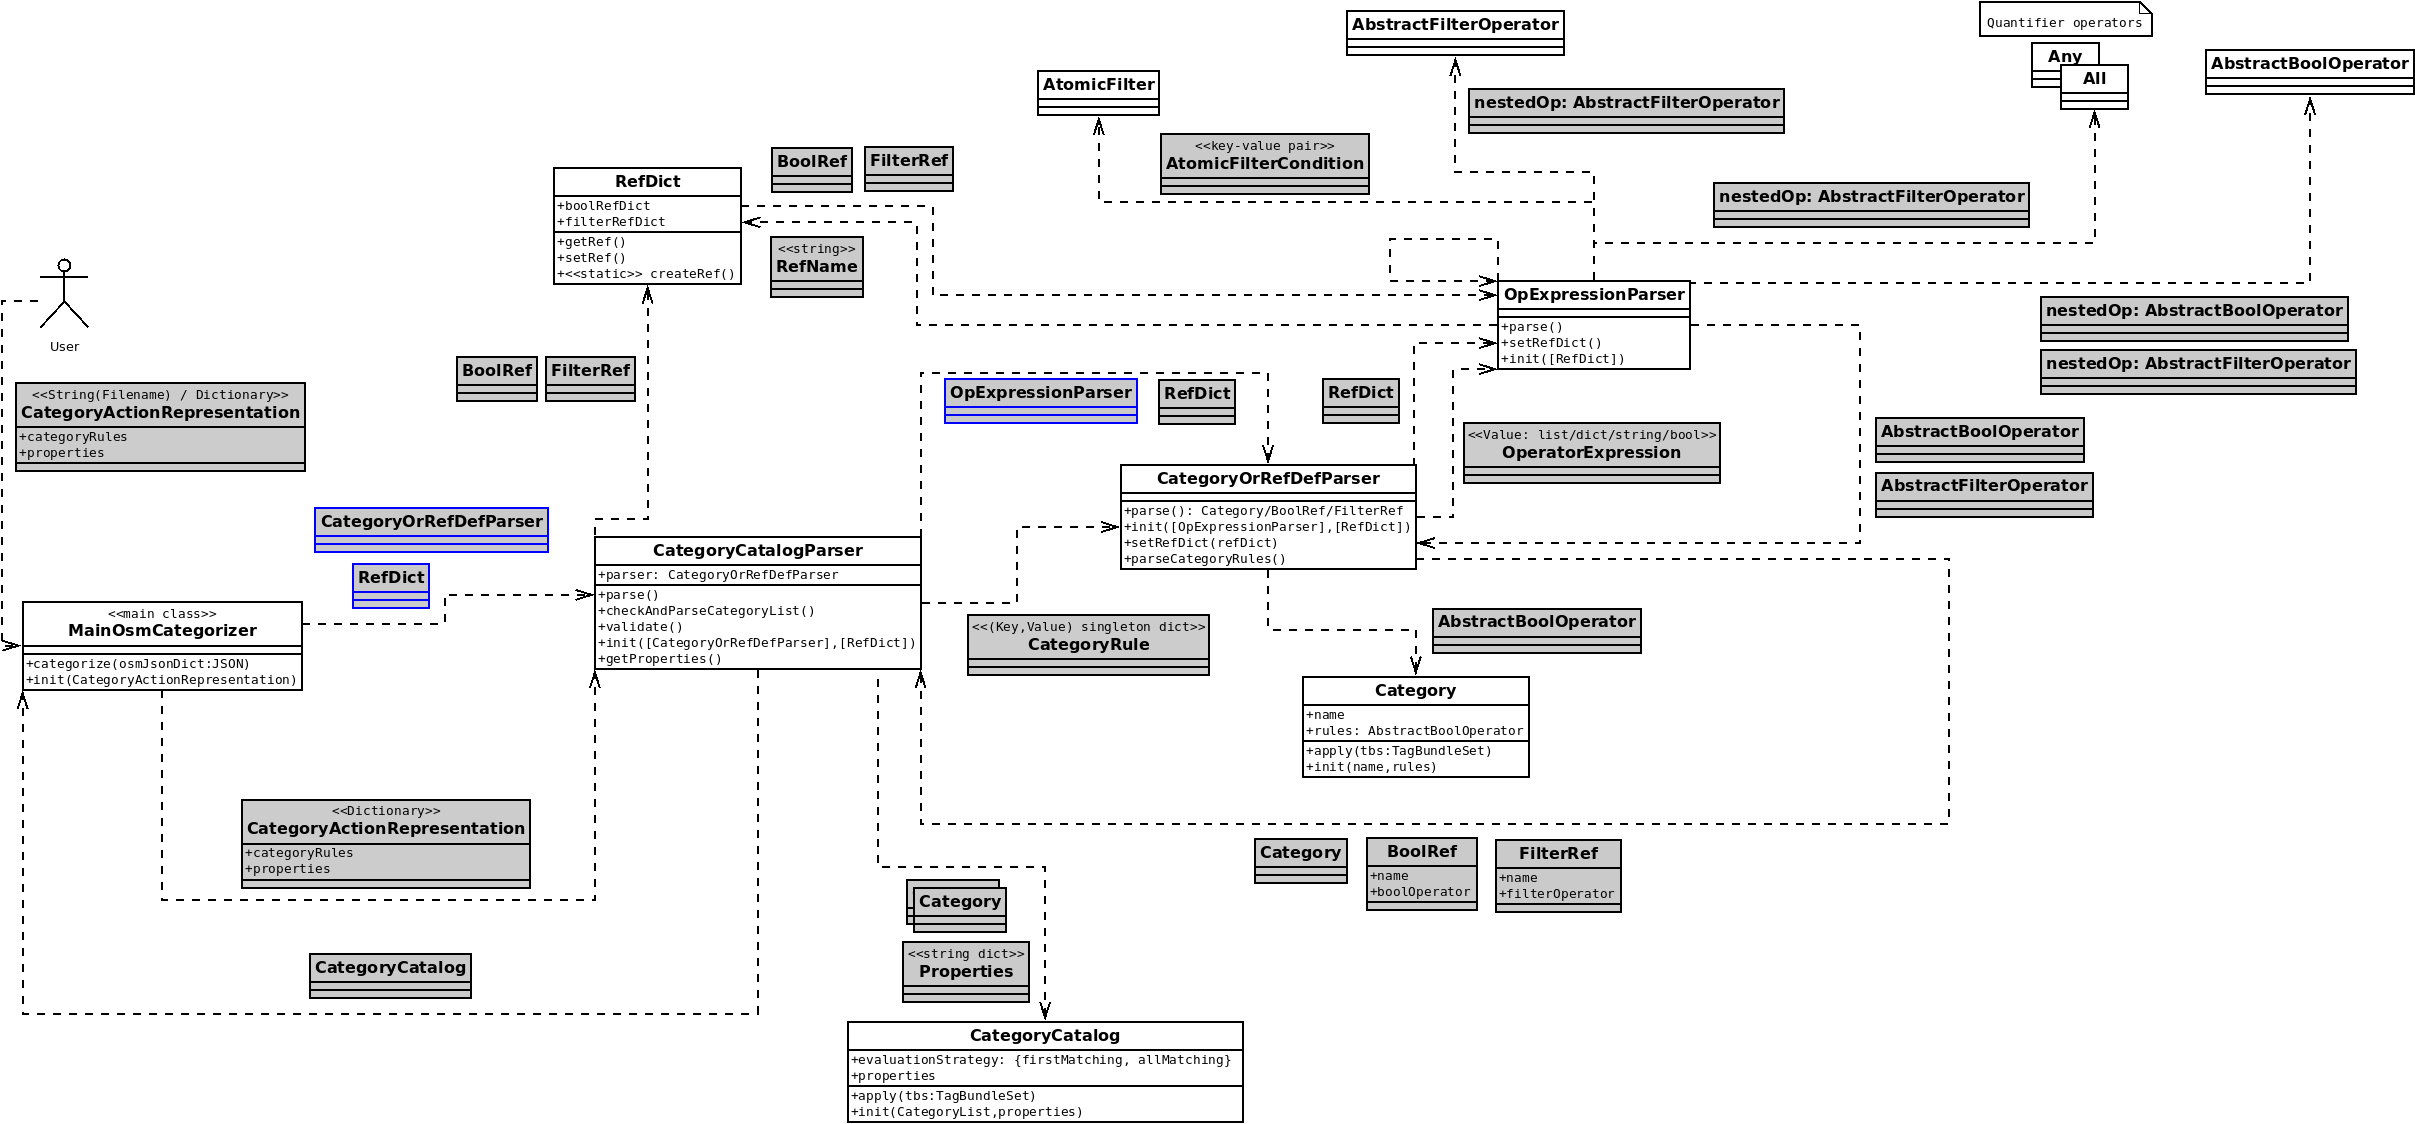 AbstractFilterOperator
Quantifier operators
Any
All
AbstractBoolOperator
AtomicFilter
nestedOp: AbstractFilterOperator
<<key-value pair>>
AtomicFilterCondition
BoolRef
FilterRef
RefDict
+boolRefDict
+filterRefDict
+getRef()
+setRef()
+<<static>> createRef()
nestedOp: AbstractFilterOperator
<<string>>
RefName
User
OpExpressionParser
+parse()
+setRefDict()
+init([RefDict])
nestedOp: AbstractBoolOperator
nestedOp: AbstractFilterOperator
BoolRef
FilterRef
<<String(Filename) / Dictionary>>
CategoryActionRepresentation
+categoryRules
+properties
OpExpressionParser
RefDict
RefDict
<<Value: list/dict/string/bool>>
OperatorExpression
AbstractBoolOperator
AbstractFilterOperator
CategoryOrRefDefParser
+parse(): Category/BoolRef/FilterRef
+init([OpExpressionParser],[RefDict])
+setRefDict(refDict)
+parseCategoryRules()
CategoryOrRefDefParser
RefDict
CategoryCatalogParser
+parser: CategoryOrRefDefParser
+parse()
+checkAndParseCategoryList()
+validate()
+init([CategoryOrRefDefParser],[RefDict])
+getProperties()
<<main class>>
MainOsmCategorizer
+categorize(osmJsonDict:JSON)
+init(CategoryActionRepresentation)
<<(Key,Value) singleton dict>>
CategoryRule
AbstractBoolOperator
Category
+name
+rules: AbstractBoolOperator
+apply(tbs:TagBundleSet)
+init(name,rules)
<<Dictionary>>
CategoryActionRepresentation
+categoryRules
+properties
Category
BoolRef
+name
+boolOperator
FilterRef
+name
+filterOperator
Category
<<string dict>>
Properties
CategoryCatalog
CategoryCatalog
+evaluationStrategy: {firstMatching, allMatching}
+properties
+apply(tbs:TagBundleSet)
+init(CategoryList,properties)